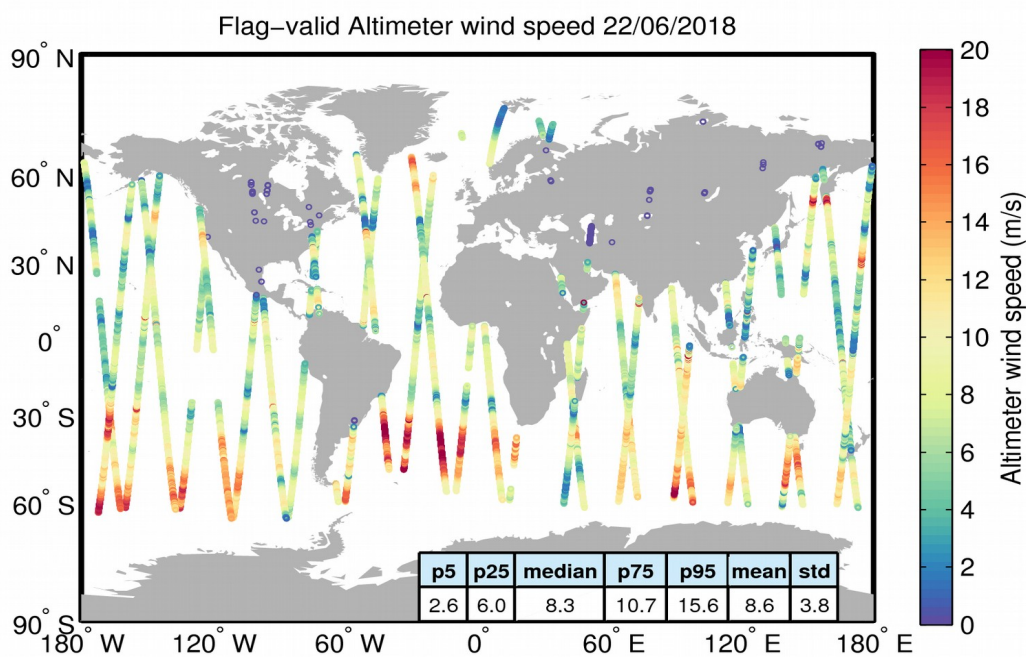 Flag−valid Altimeter wind speed 22/06/2018
90° N
60° N
30° N
0°
30° S
60° S
90° S
180° W
120° W
60° W
0°
60° E
120° E
180° E
p5 p25 median p75 p95 mean std
2.6 6.0 8.3 10.7 15.6 8.6 3.8
20
18
16
14
12
10
8
6
4
2
0
Altimeter wind speed (m/s)